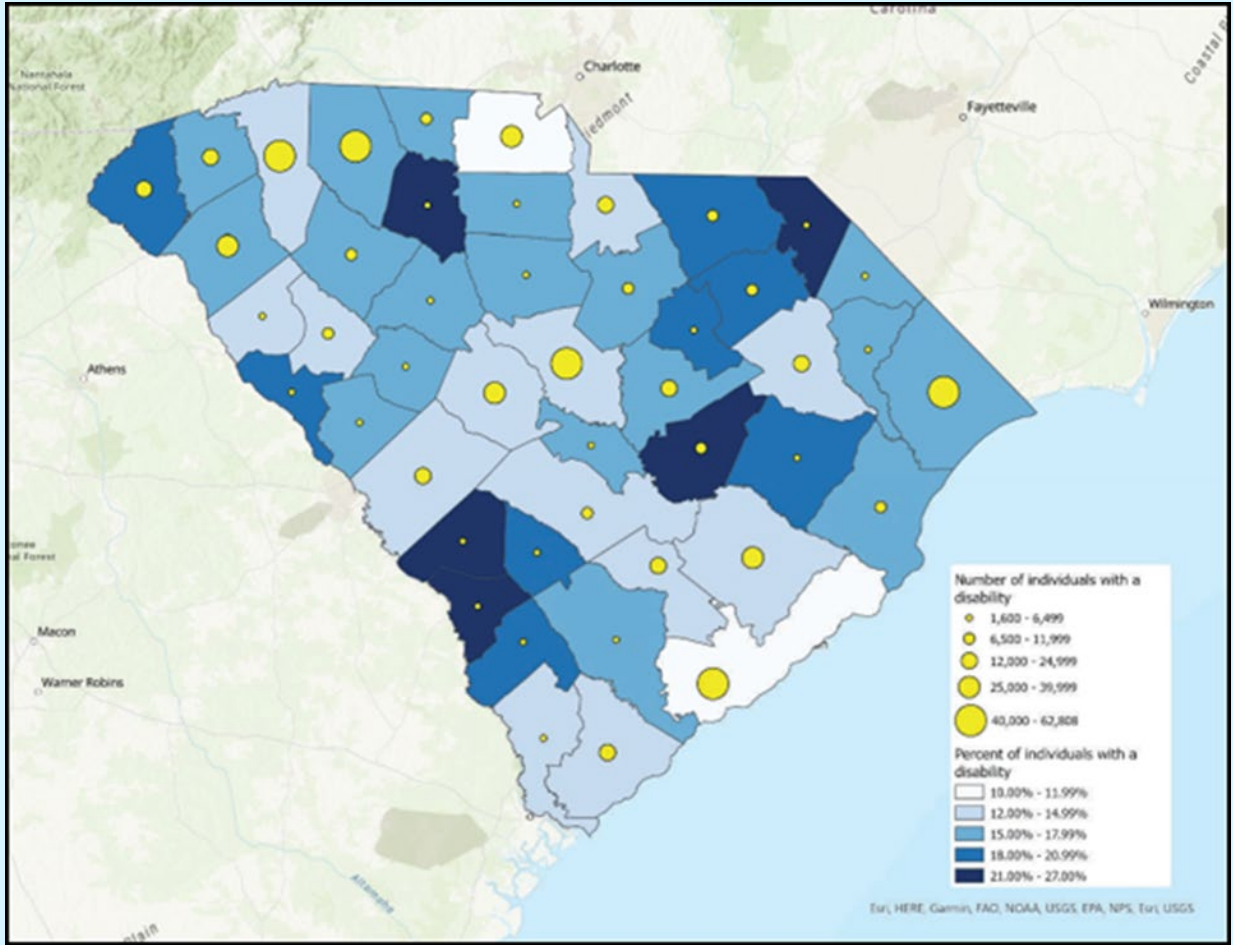 Carolina
Nantahala
National Forest
Charlotte
Piedmont
Coastal
Fayetteville
Wilmington
Athens
Macon
Warner Robins
Altamaha
Plain
Number of individuals with a
disability
1,600 - 6,499
6,500 - 11,999
12,000 - 24,999
25,000 - 39,999
40,000 - 62,808
Percent of individuals with a
disability
10.00% - 11.99%
12.00% - 14.99%
15.00% - 17.99%
18.00% - 20.99%
21.00% - 27.00%
Esri, HERE, Garmin, FAO, NOAA, USGS, EPA, NPS, Esri, USGS